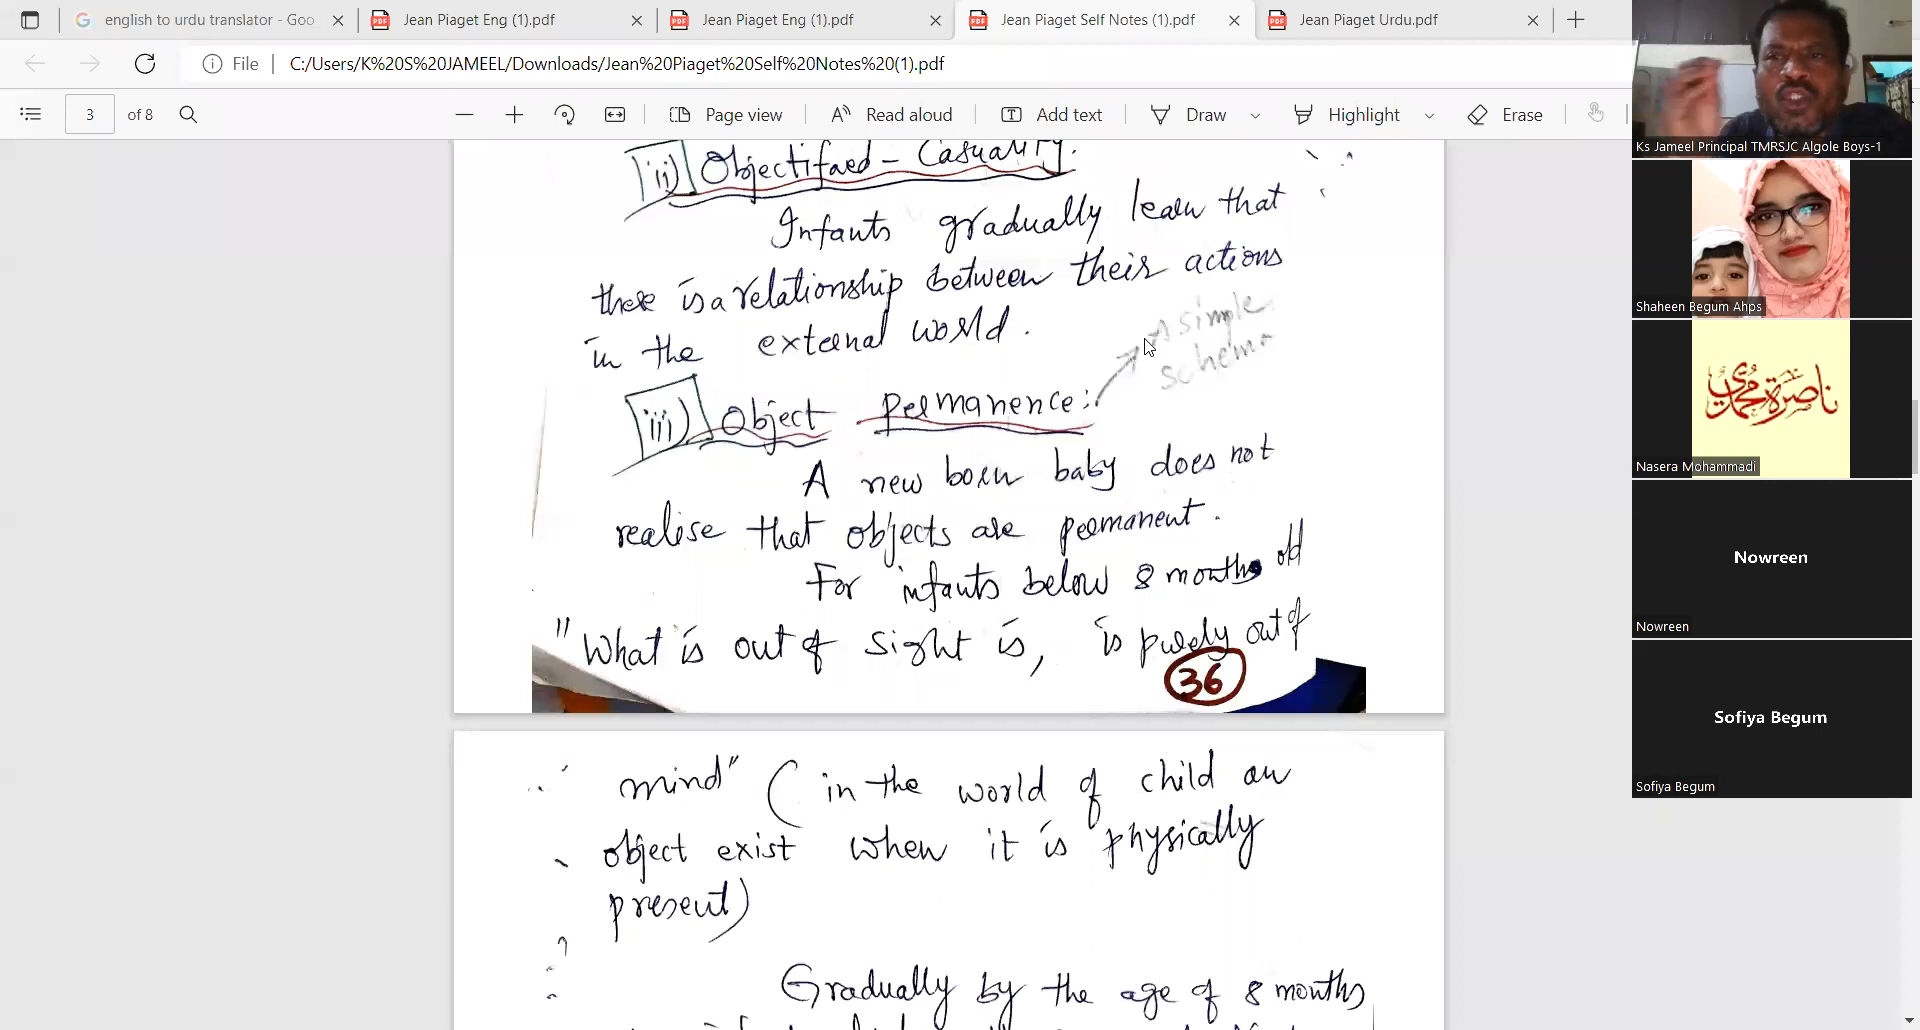 english to urdu translator - Goo
Jean Piaget Eng (1).pdf
Jean Piaget Eng (1).pdf
Jean Piaget Self Notes (1).pdf
Jean Piaget Urdu.pdf
File
C:/Users/K%20S%20JAMEEL/Downloads/Jean%20Piaget%20Self%20Notes%20(1).pdf
3 of 8
Page view
Read aloud
Add text
Draw
Highlight
Erase
ii) Objectifaed - Casuality.
Infants gradually learn that
there is a relationship between their actions
in the external world.
A simple
schema
iii) Object permanence:
A new born baby does not
realise that objects are permanent.
For infants below 8 months old
"What is out of sight is, is purely out of
36
mind" (in the world of child an
object exist when it is physically
present)
Gradually by the age of 8 months
Ks Jameel Principal TMRSJC Algole Boys-1
Shaheen Begum Ahps
ناصرة محمدی
Nasera Mohammadi
Nowreen
Nowreen
Sofiya Begum
Sofiya Begum